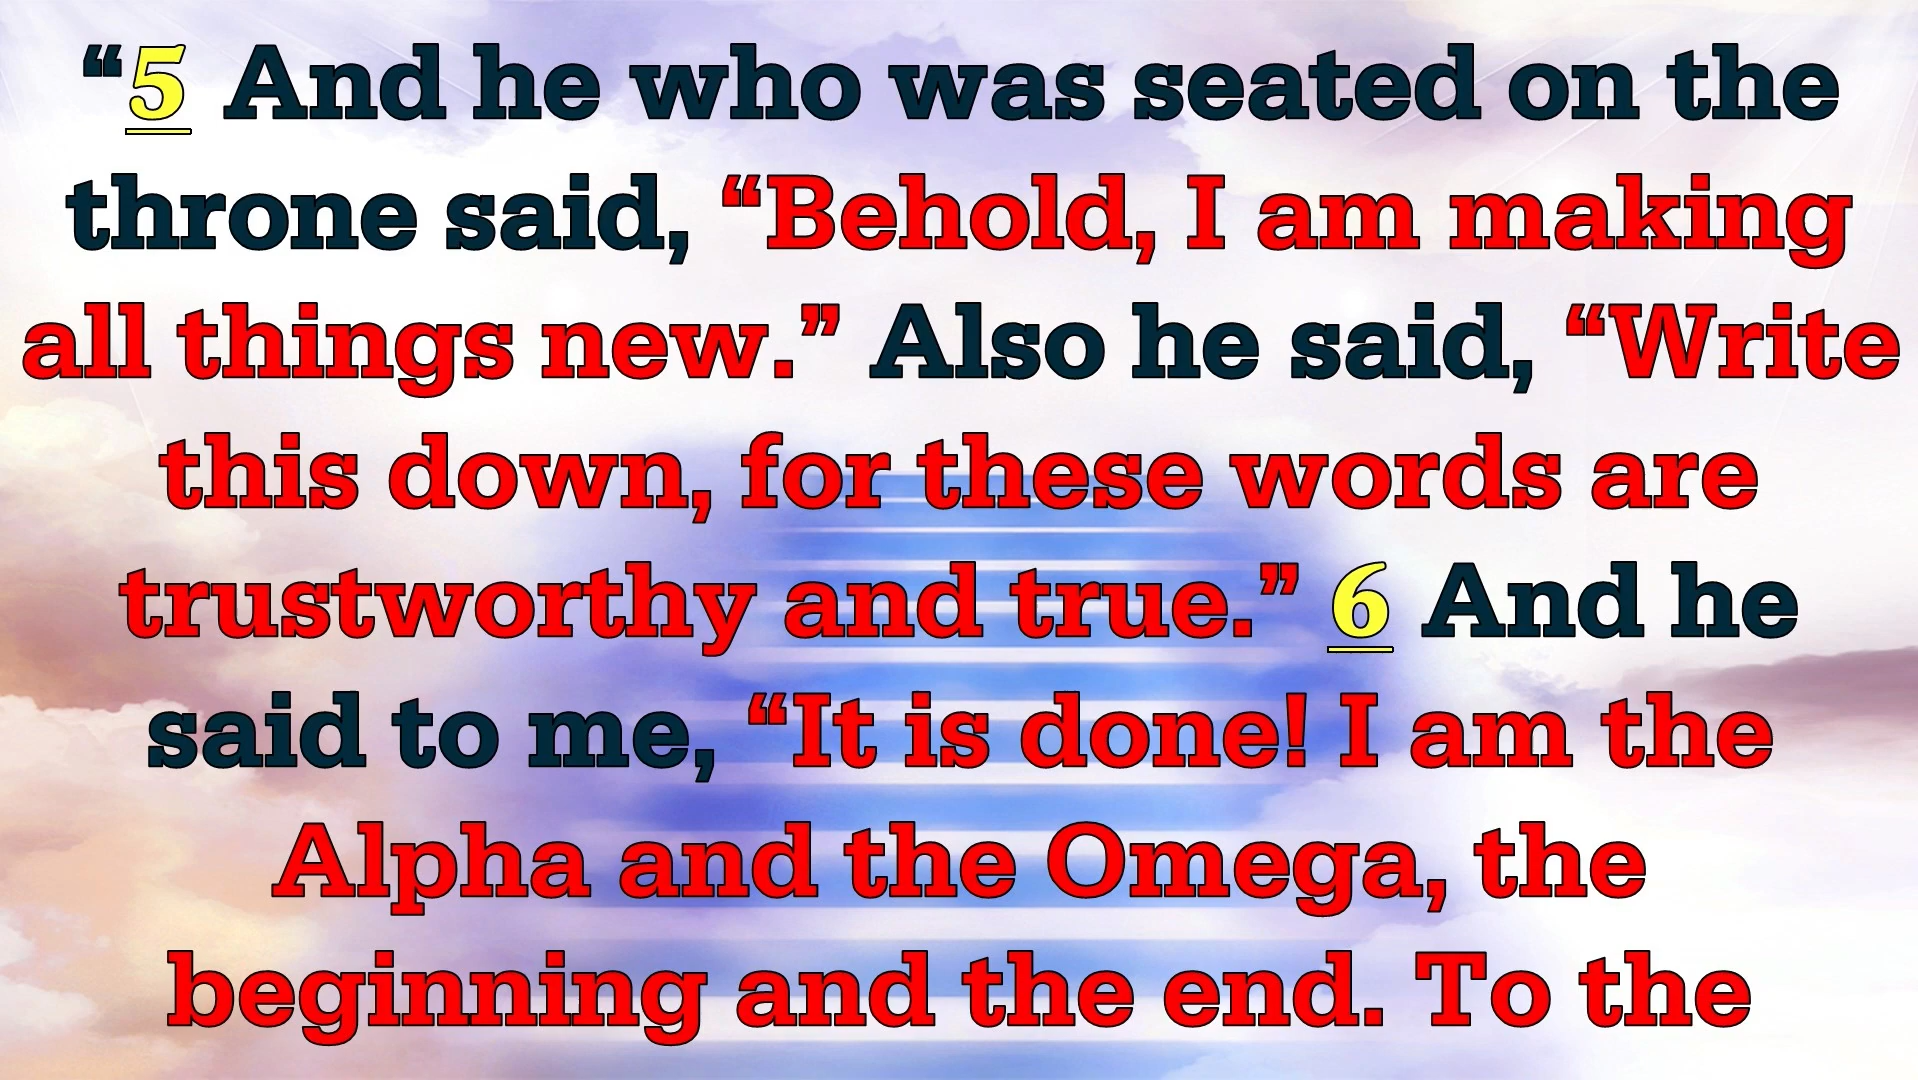 “5 And he who was seated on the
throne said, “Behold, I am making
all things new.” Also he said, “Write
this down, for these words are
trustworthy and true.” 6 And he
said to me, “It is done! I am the
Alpha and the Omega, the
beginning and the end. To the